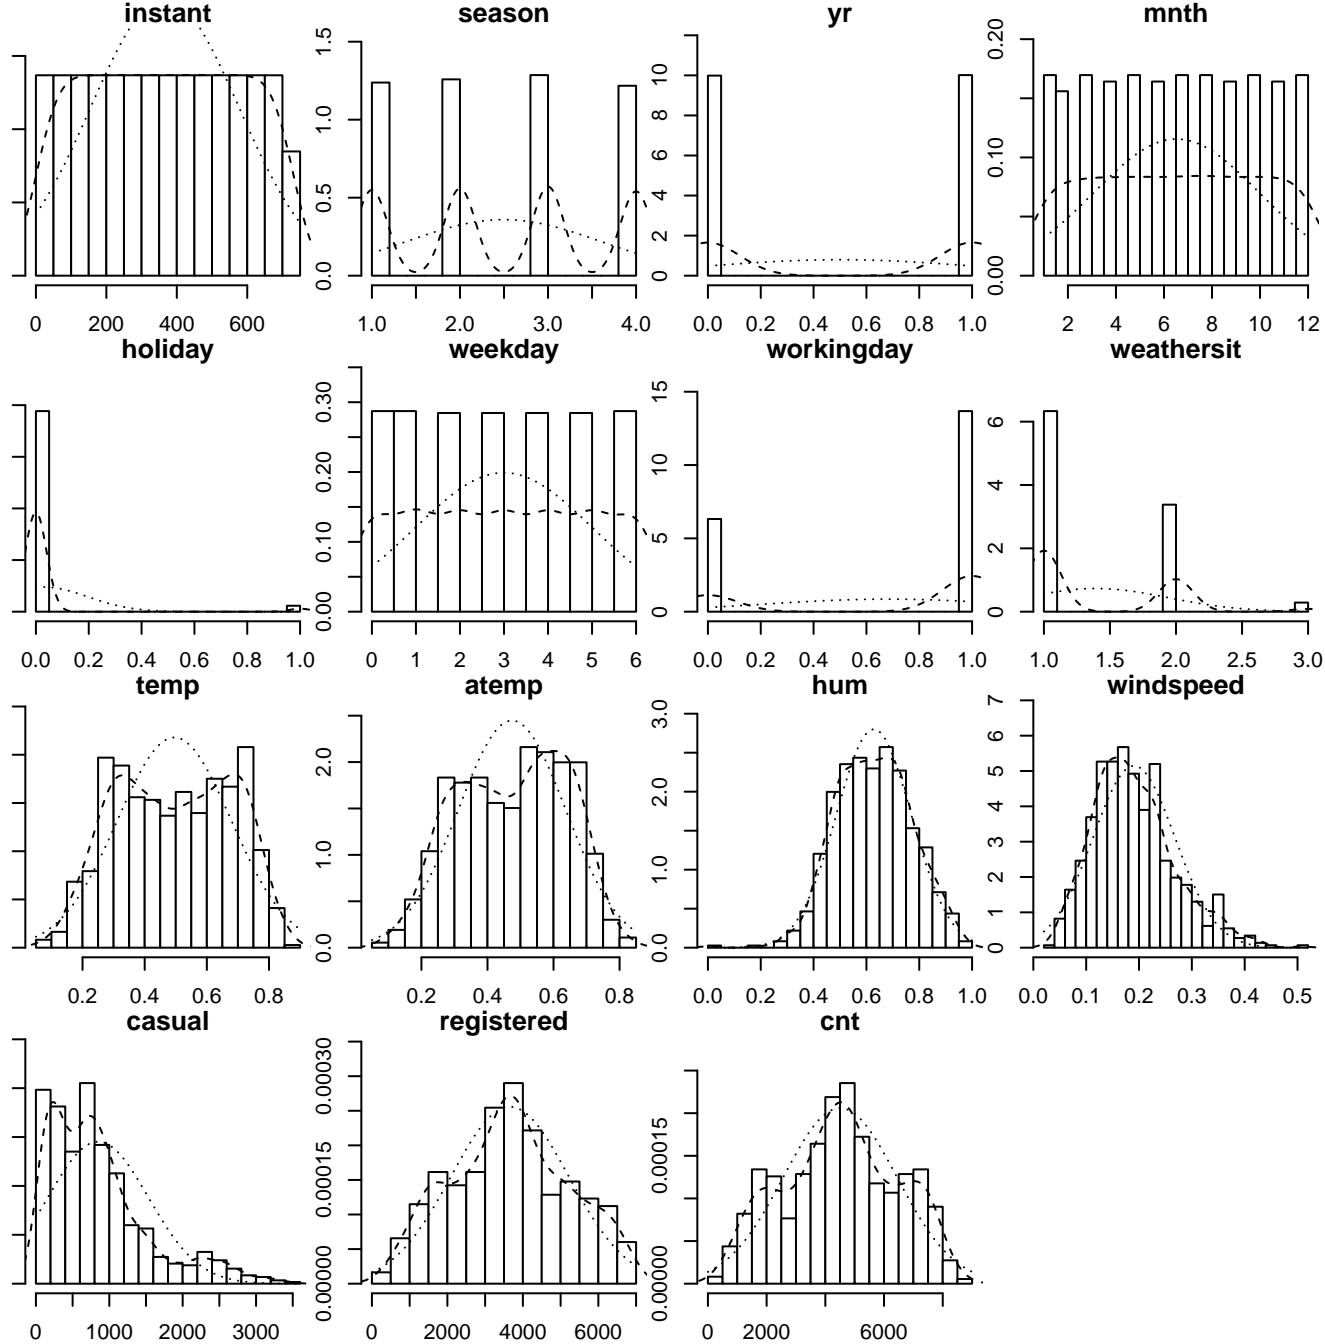 instant season yr mnth
0.0 0.5 1.0 1.5
0 2 4 6 8 10
0.00 0.10 0.20
0 200 400 600
1.0 2.0 3.0 4.0
0.0 0.2 0.4 0.6 0.8 1.0
2 4 6 8 10 12
holiday weekday workingday weathersit
0.00 0.10 0.20 0.30
0 5 10 15
0 2 4 6
0.0 0.2 0.4 0.6 0.8 1.0
0 1 2 3 4 5 6
0.0 0.2 0.4 0.6 0.8 1.0
1.0 1.5 2.0 2.5 3.0
temp atemp hum windspeed
0.0 1.0 2.0
0.0 1.0 2.0 3.0
0 1 2 3 4 5 6 7
0.2 0.4 0.6 0.8
0.2 0.4 0.6 0.8
0.0 0.2 0.4 0.6 0.8 1.0
0.0 0.1 0.2 0.3 0.4 0.5
casual registered cnt
0.00000 0.00015 0.00030
0.00000 0.00015
0 1000 2000 3000
0 2000 4000 6000
0 2000 6000